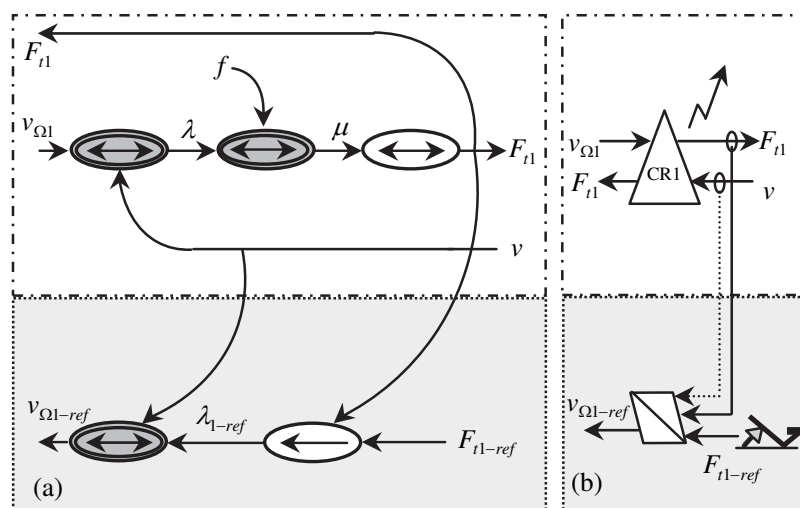 F_{t1}
f
v_{Ω1} λ μ F_{t1}
v
v_{Ω1-ref} λ_{1-ref} F_{t1-ref}
(a)
v_{Ω1} F_{t1}
F_{t1} CR1 v
v_{Ω1-ref}
F_{t1-ref}
(b)